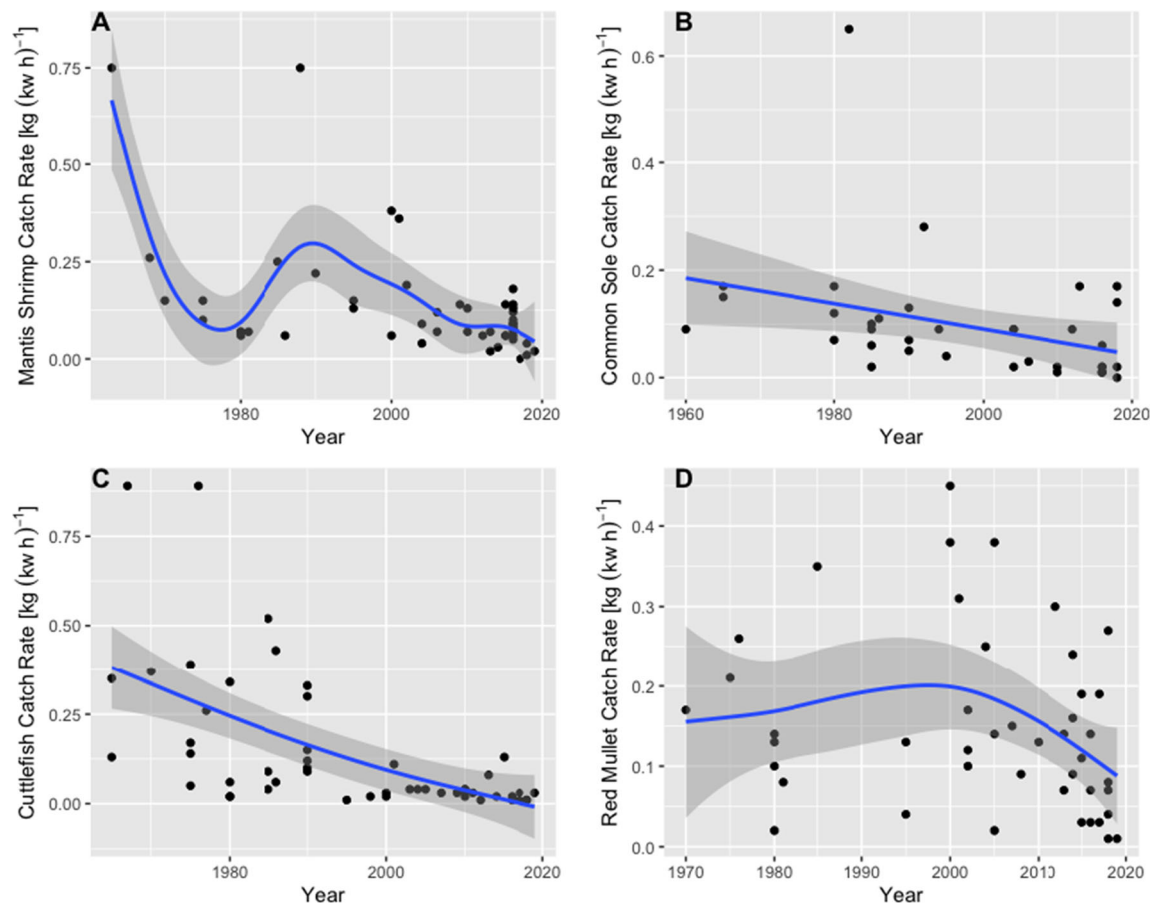 A
Mantis Shrimp Catch Rate [kg (kw h)⁻¹]
0.75
0.50
0.25
0.00
1980
2000
2020
Year
B
Common Sole Catch Rate [kg (kw h)⁻¹]
0.6
0.4
0.2
0.0
1960
1980
2000
2020
Year
C
Cuttlefish Catch Rate [kg (kw h)⁻¹]
0.75
0.50
0.25
0.00
1980
2000
2020
Year
D
Red Mullet Catch Rate [kg (kw h)⁻¹]
0.4
0.3
0.2
0.1
0.0
1970
1980
1990
2000
2010
2020
Year